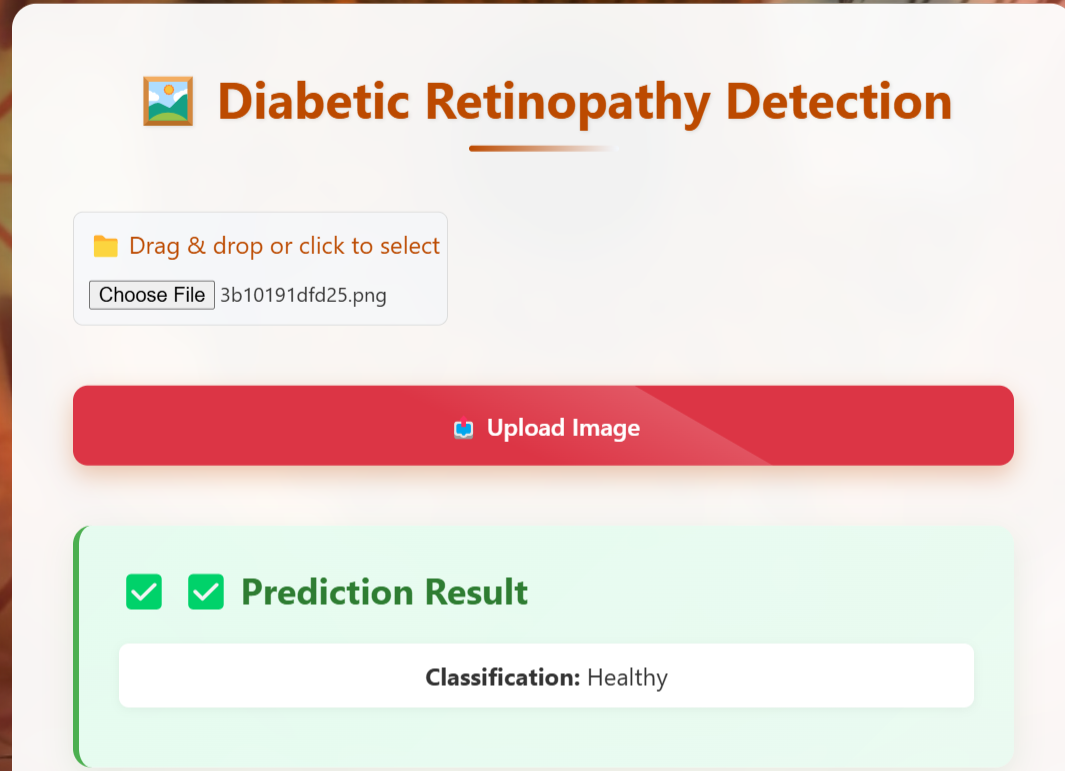 Diabetic Retinopathy Detection
Drag & drop or click to select
Choose File 3b10191dfd25.png
Upload Image
Prediction Result
Classification: Healthy